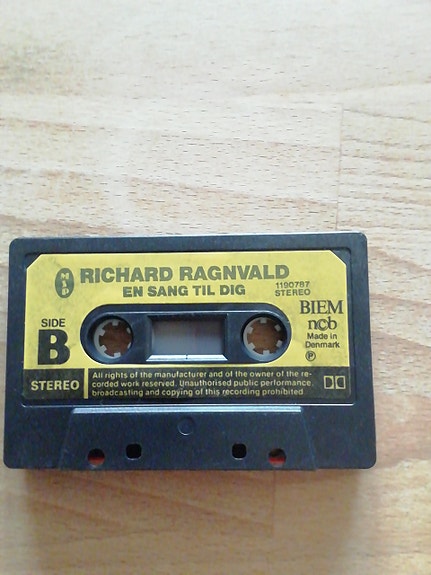 MVP
RICHARD RAGNVALD
EN SANG TIL DIG
1190787
STEREO
BIEM
ncb
Made in
Denmark
SIDE
B
℗
STEREO
All rights of the manufacturer and of the owner of the re-
corded work reserved. Unauthorised public performance,
broadcasting and copying of this recording prohibited